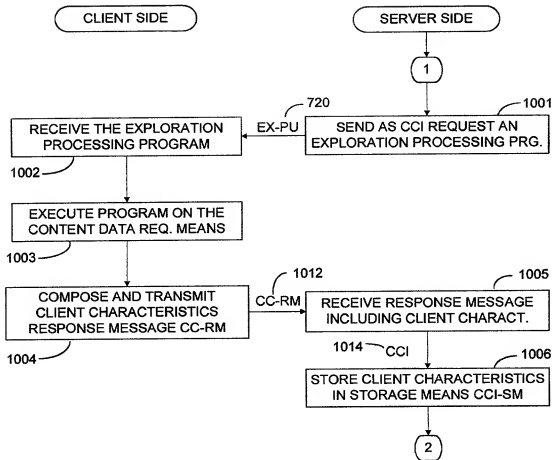 CLIENT SIDE
SERVER SIDE
1
720
1001
EX-PU
RECEIVE THE EXPLORATION
PROCESSING PROGRAM
SEND AS CCI REQUEST AN
EXPLORATION PROCESSING PRG.
1002
EXECUTE PROGRAM ON THE
CONTENT DATA REQ. MEANS
1003
1012
1005
CC-RM
COMPOSE AND TRANSMIT
CLIENT CHARACTERISTICS
RESPONSE MESSAGE CC-RM
RECEIVE RESPONSE MESSAGE
INCLUDING CLIENT CHARACT.
1004
1014
CCI
1006
STORE CLIENT CHARACTERISTICS
IN STORAGE MEANS CCI-SM
2